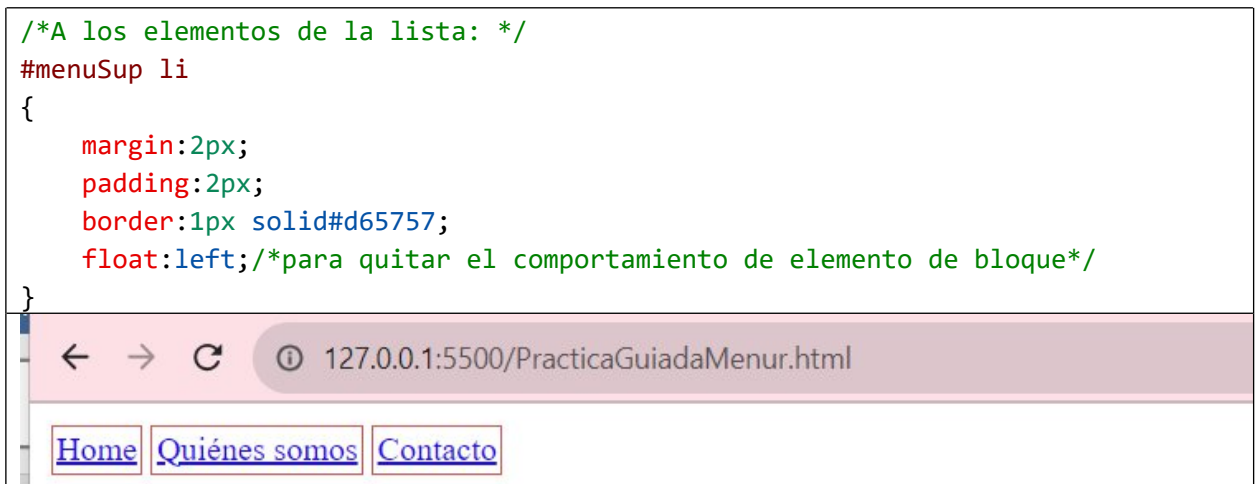 /*A los elementos de la lista: */
#menuSup li
{
margin:2px;
padding:2px;
border:1px solid#d65757;
float:left;/*para quitar el comportamiento de elemento de bloque*/
}
127.0.0.1:5500/PracticaGuiadaMenur.html
Home Quiénes somos Contacto